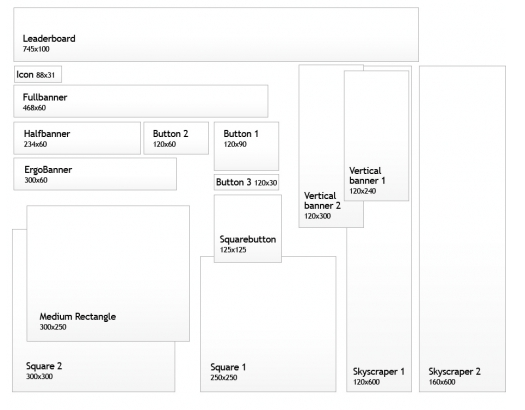 Leaderboard
745x100
Icon 88x31
Fullbanner
468x60
Halfbanner
234x60
Button 2
120x60
Button 1
120x90
ErgoBanner
300x60
Button 3 120x30
Vertical
banner 1
120x240
Vertical
banner 2
120x300
Squarebutton
125x125
Medium Rectangle
300x250
Square 2
300x300
Square 1
250x250
Skyscraper 1
120x600
Skyscraper 2
160x600